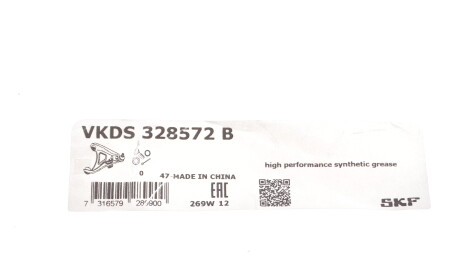 VKDS 328572 B
high performance synthetic grease
0
47-MADE IN CHINA
EAC
7 316579 289900
269W 12
SKF